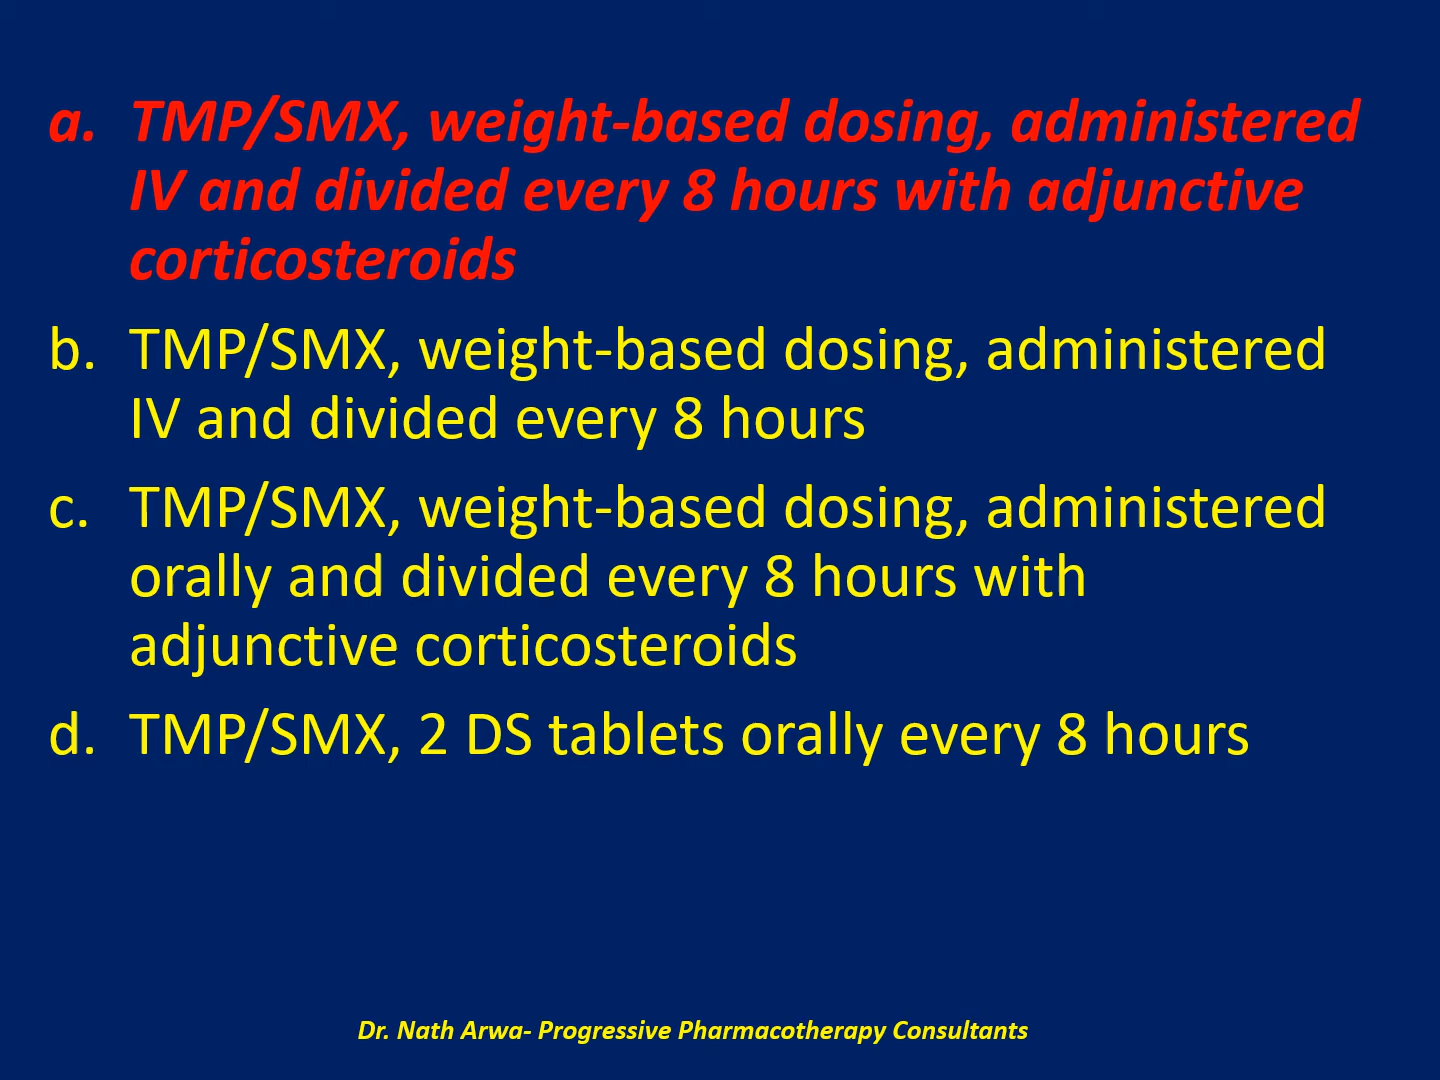 a. TMP/SMX, weight-based dosing, administered
IV and divided every 8 hours with adjunctive
corticosteroids
b. TMP/SMX, weight-based dosing, administered
IV and divided every 8 hours
c. TMP/SMX, weight-based dosing, administered
orally and divided every 8 hours with
adjunctive corticosteroids
d. TMP/SMX, 2 DS tablets orally every 8 hours
Dr. Nath Arwa- Progressive Pharmacotherapy Consultants